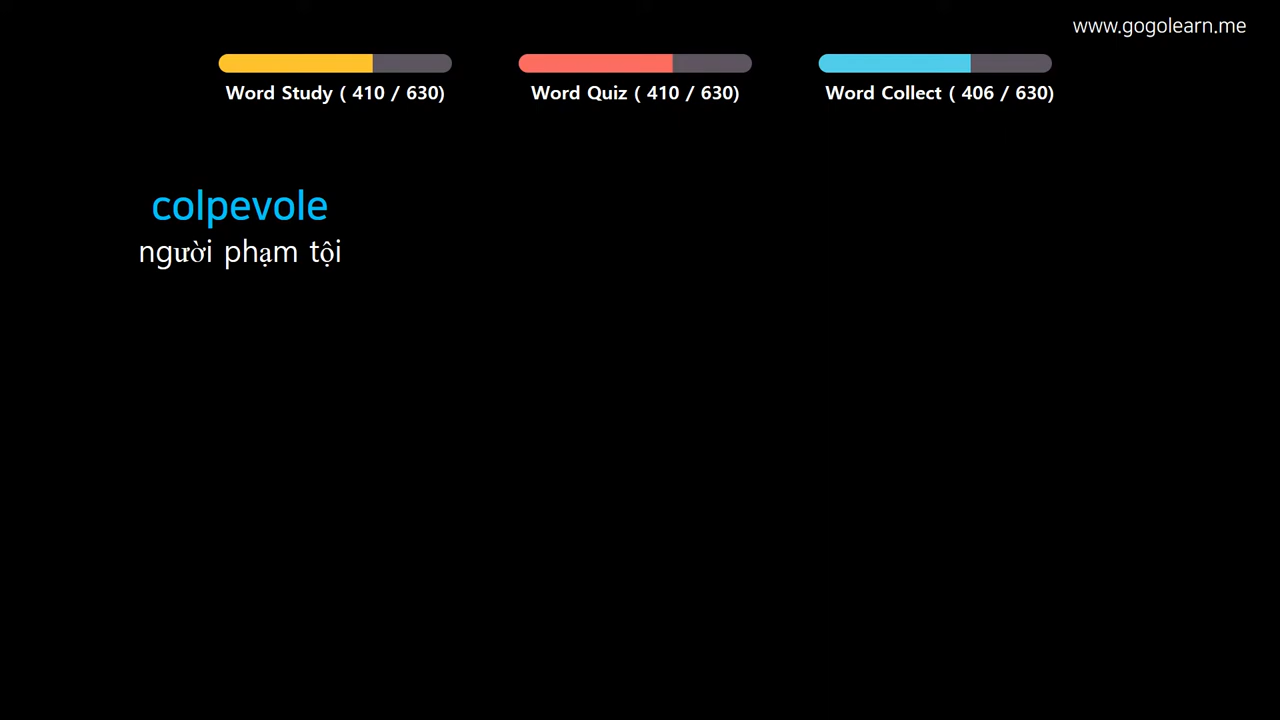 www.gogolearn.me
Word Study ( 410 / 630)
Word Quiz ( 410 / 630)
Word Collect ( 406 / 630)
colpevole
người phạm tội